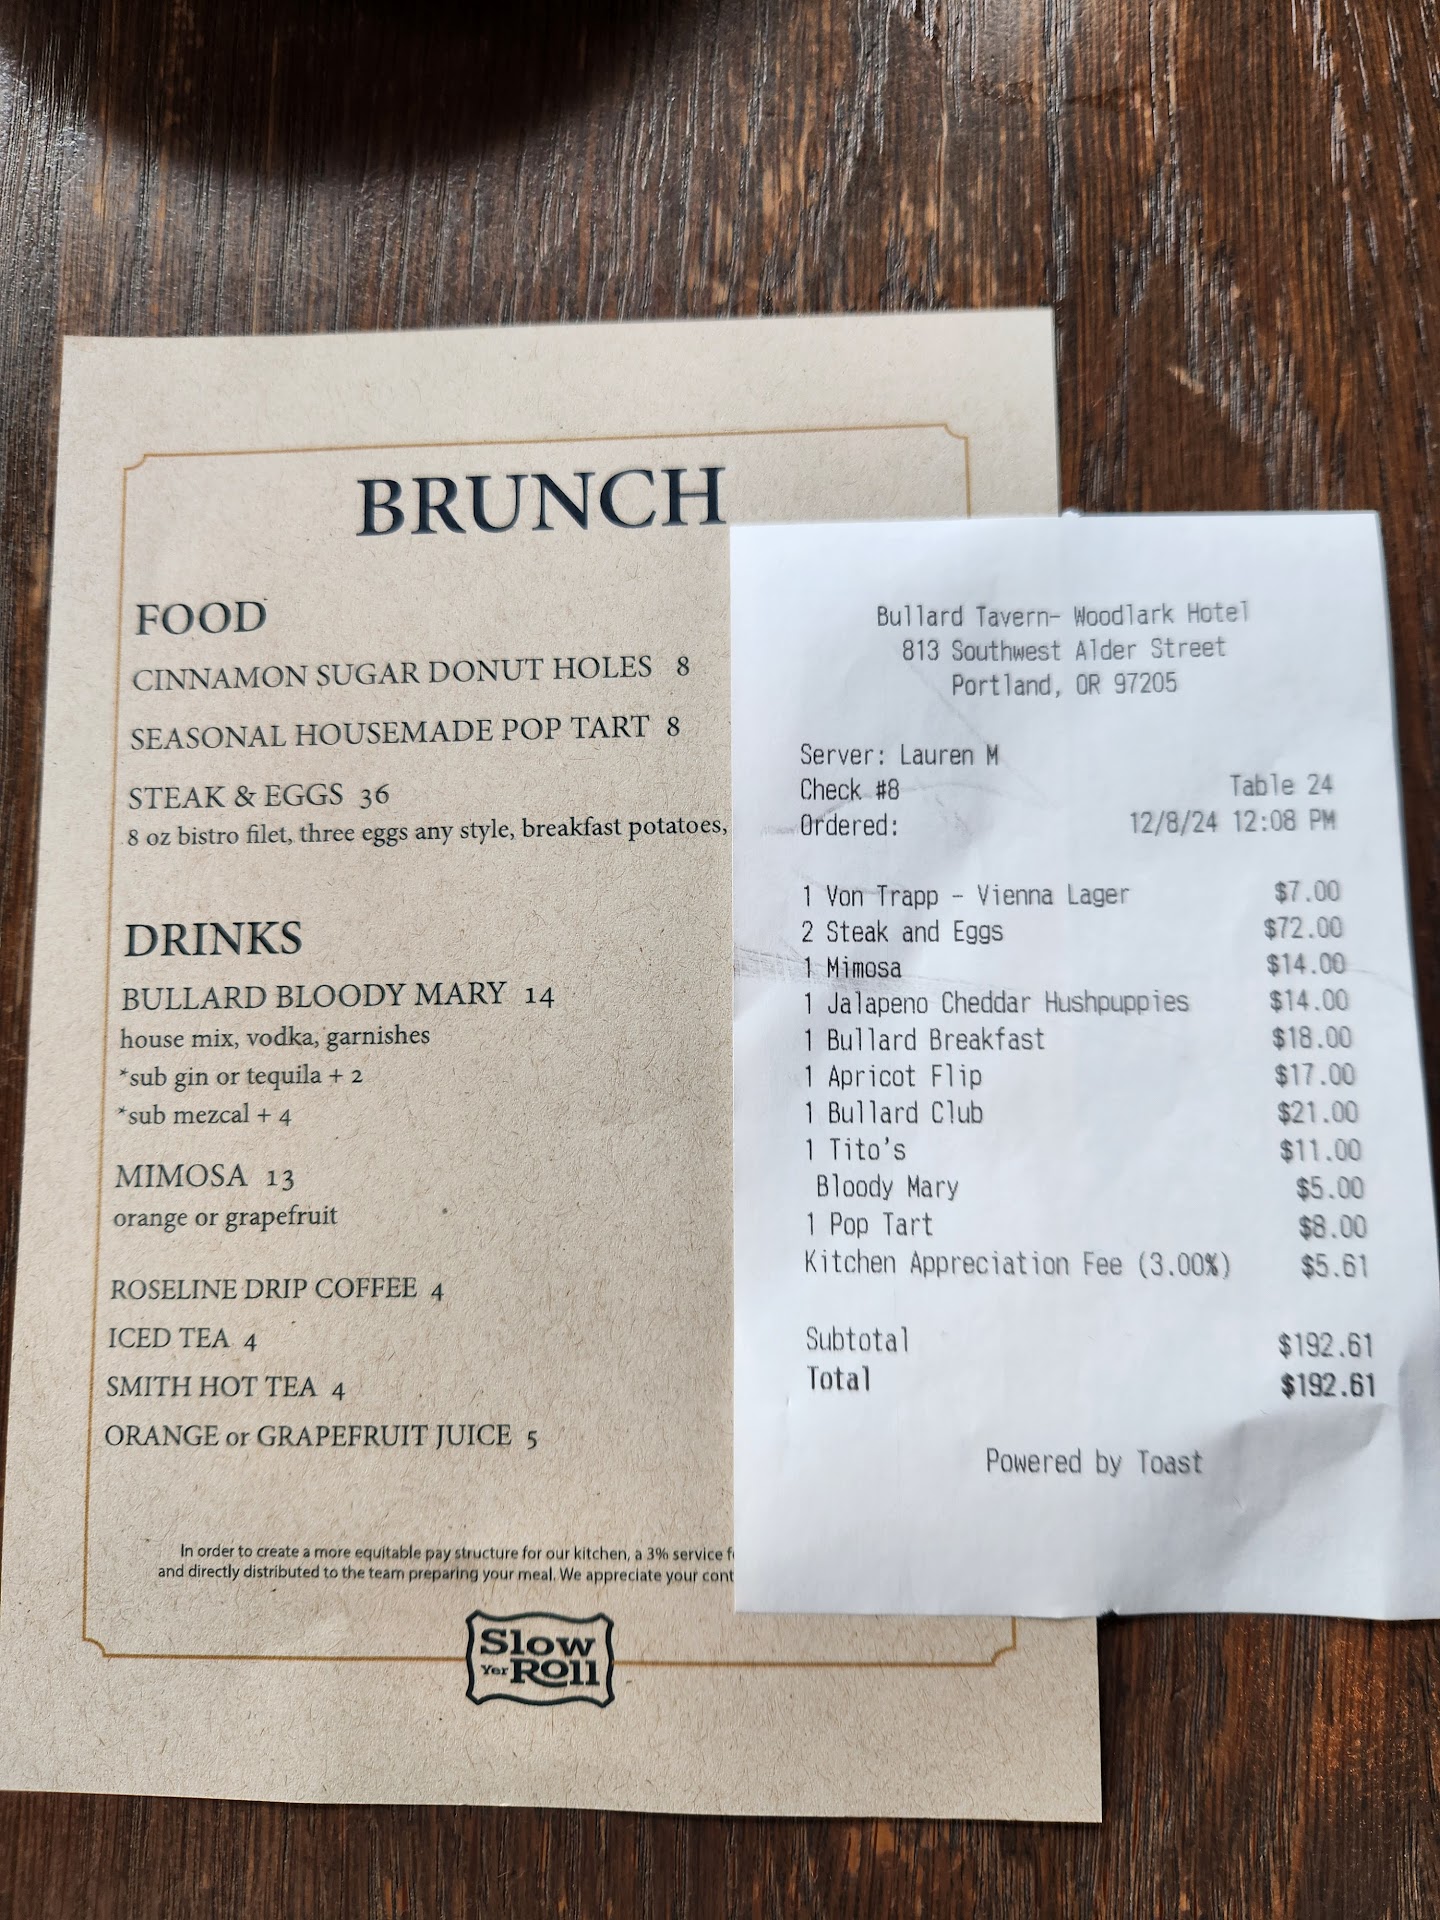 BRUNCH
FOOD
CINNAMON SUGAR DONUT HOLES 8
SEASONAL HOUSEMADE POP TART 8
STEAK & EGGS 36
8 oz bistro filet, three eggs any style, breakfast potatoes,
DRINKS
BULLARD BLOODY MARY 14
house mix, vodka, garnishes
*sub gin or tequila + 2
*sub mezcal + 4
MIMOSA 13
orange or grapefruit
ROSELINE DRIP COFFEE 4
ICED TEA 4
SMITH HOT TEA 4
ORANGE or GRAPEFRUIT JUICE 5
In order to create a more equitable pay structure for our kitchen, a 3% service
and directly distributed to the team preparing your meal. We appreciate your
Slow
Yer Roll
Bullard Tavern- Woodlark Hotel
813 Southwest Alder Street
Portland, OR 97205
Server: Lauren M
Check #8 Table 24
Ordered: 12/8/24 12:08 PM
1 Von Trapp - Vienna Lager $7.00
2 Steak and Eggs $72.00
1 Mimosa $14.00
1 Jalapeno Cheddar Hushpuppies $14.00
1 Bullard Breakfast $18.00
1 Apricot Flip $17.00
1 Bullard Club $21.00
1 Tito's $11.00
Bloody Mary $5.00
1 Pop Tart $8.00
Kitchen Appreciation Fee (3.00%) $5.61
Subtotal $192.61
Total $192.61
Powered by Toast